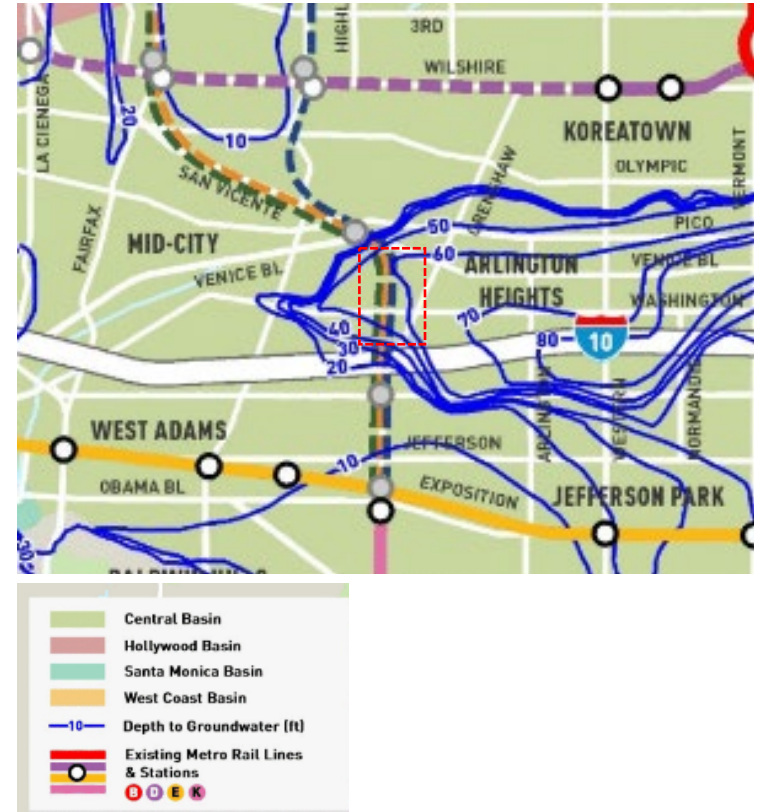 3RD
HIGHL
WILSHIRE
LA CIENEGA
20
10
KOREATOWN
OLYMPIC
VERMONT
CRENSHAW
SAN VICENTE
FAIRFAX
MID-CITY
50
PICO
60
ARLINGTON
HEIGHTS
VENICE BL
VENICE BL
WASHINGTON
70
40
30
20
80
10
WEST ADAMS
JEFFERSON
ARLINGTON
WESTERN
NORMANDIE
10
OBAMA BL
EXPOSITION
JEFFERSON PARK
Central Basin
Hollywood Basin
Santa Monica Basin
West Coast Basin
10 Depth to Groundwater (ft)
Existing Metro Rail Lines
& Stations
B D E K